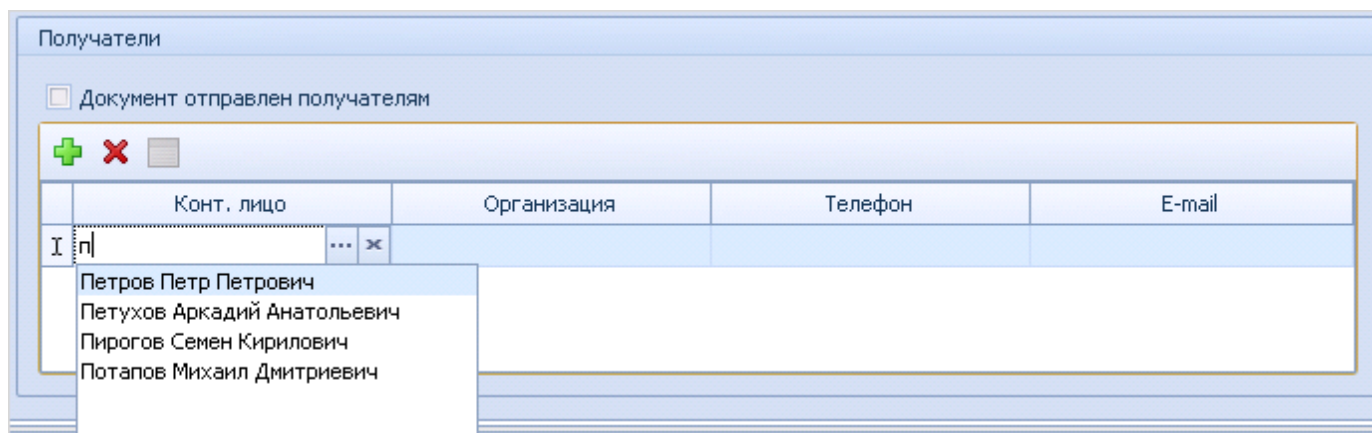 Получатели
Документ отправлен получателям
Конт. лицо Организация Телефон E-mail
п
Петров Петр Петрович
Петухов Аркадий Анатольевич
Пирогов Семен Кирилович
Потапов Михаил Дмитриевич